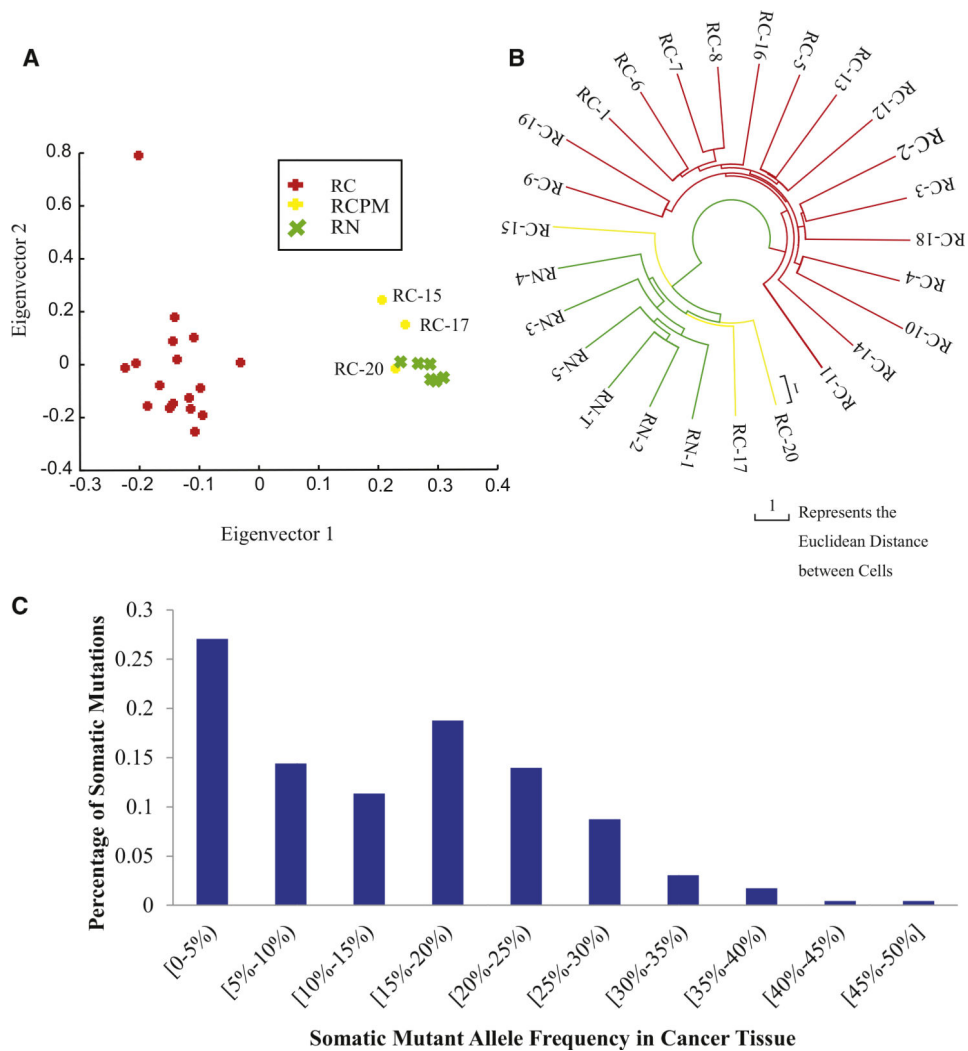 A
Eigenvector 2
0.8
0.6
0.4
0.2
0
-0.2
-0.4
-0.3
-0.2
-0.1
0
0.1
0.2
0.3
0.4
Eigenvector 1
RC
RCPM
RN
RC-15
RC-17
RC-20
B
RC-15
RC-9
RC-19
RC-1
RC-6
RC-7
RC-8
RC-16
RC-5
RC-13
RC-12
RC-2
RC-3
RC-18
RC-4
RC-10
RC-14
RC-11
RC-20
RC-17
RN-1
RN-2
RN-T
RN-5
RN-3
RN-4
1
1
Represents the
Euclidean Distance
between Cells
C
Percentage of Somatic Mutations
0.3
0.25
0.2
0.15
0.1
0.05
0
[0-5%)
[5%-10%)
[10%-15%)
[15%-20%)
[20%-25%)
[25%-30%)
[30%-35%)
[35%-40%)
[40%-45%)
[45%-50%]
Somatic Mutant Allele Frequency in Cancer Tissue